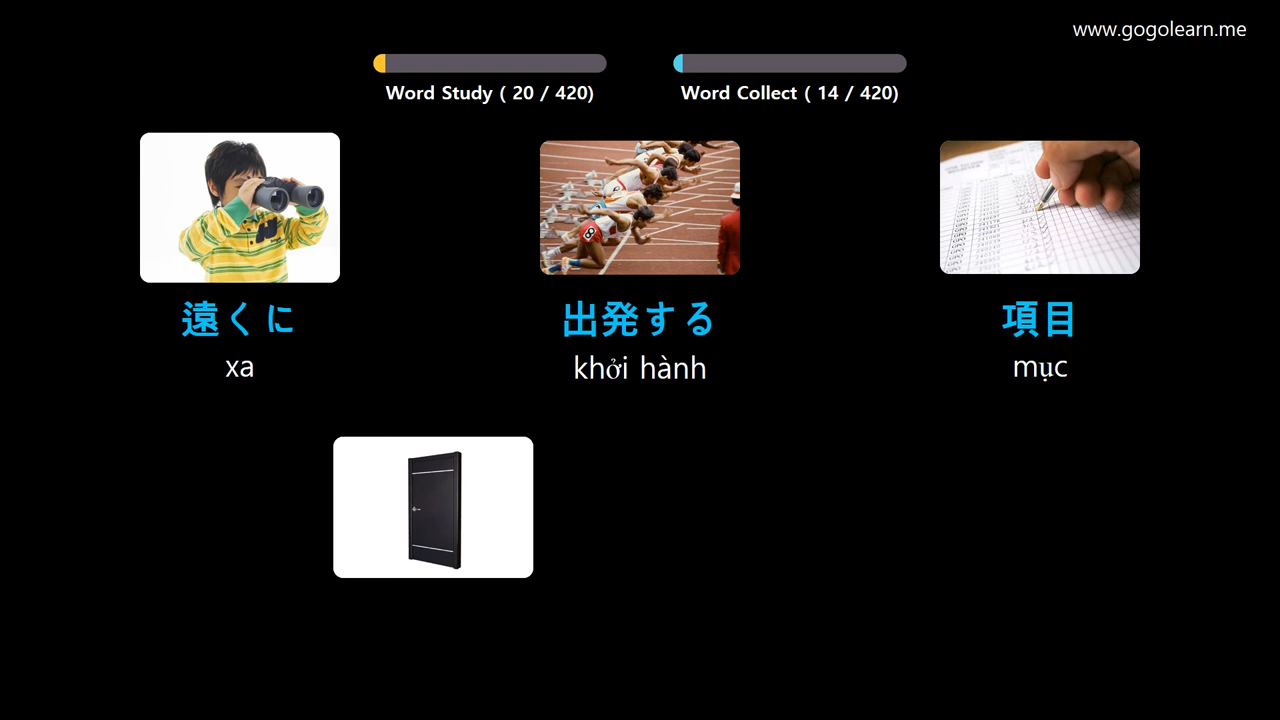 www.gogolearn.me
Word Study ( 20 / 420)
Word Collect ( 14 / 420)
遠くに
出発する
項目
xa
khởi hành
mục